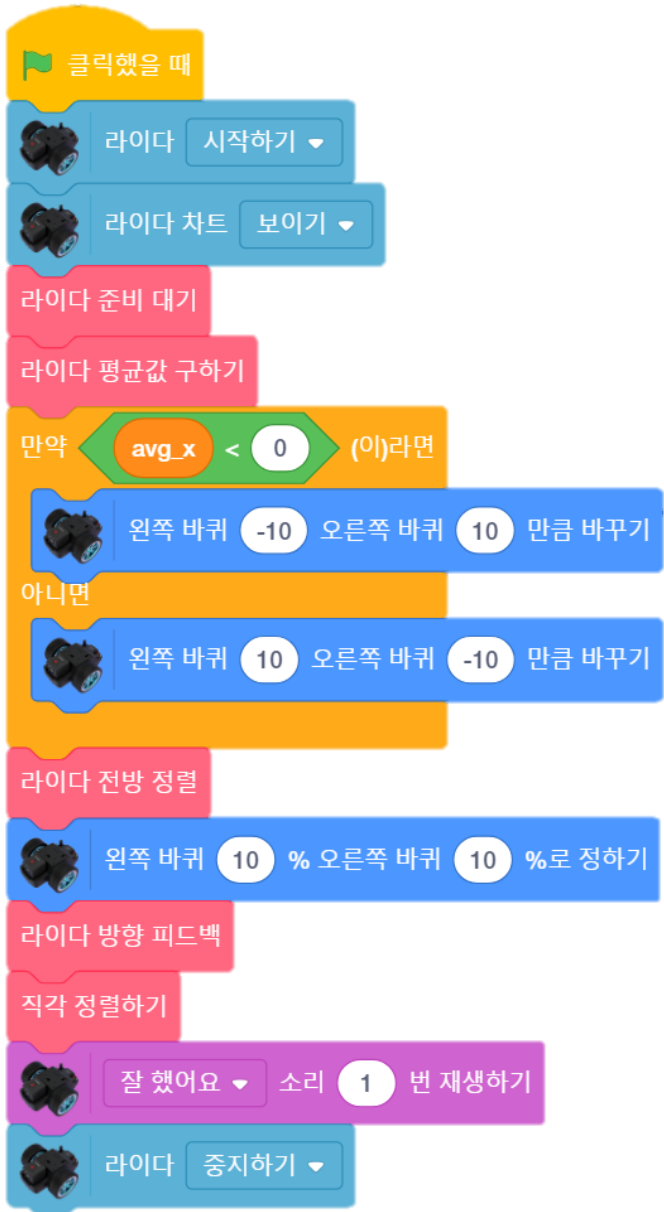 클릭했을 때
라이다 시작하기
라이다 차트 보이기
라이다 준비 대기
라이다 평균값 구하기
만약 avg_x < 0 (이)라면
왼쪽 바퀴 -10 오른쪽 바퀴 10 만큼 바꾸기
아니면
왼쪽 바퀴 10 오른쪽 바퀴 -10 만큼 바꾸기
라이다 전방 정렬
왼쪽 바퀴 10 % 오른쪽 바퀴 10 %로 정하기
라이다 방향 피드백
직각 정렬하기
잘 했어요 소리 1 번 재생하기
라이다 중지하기